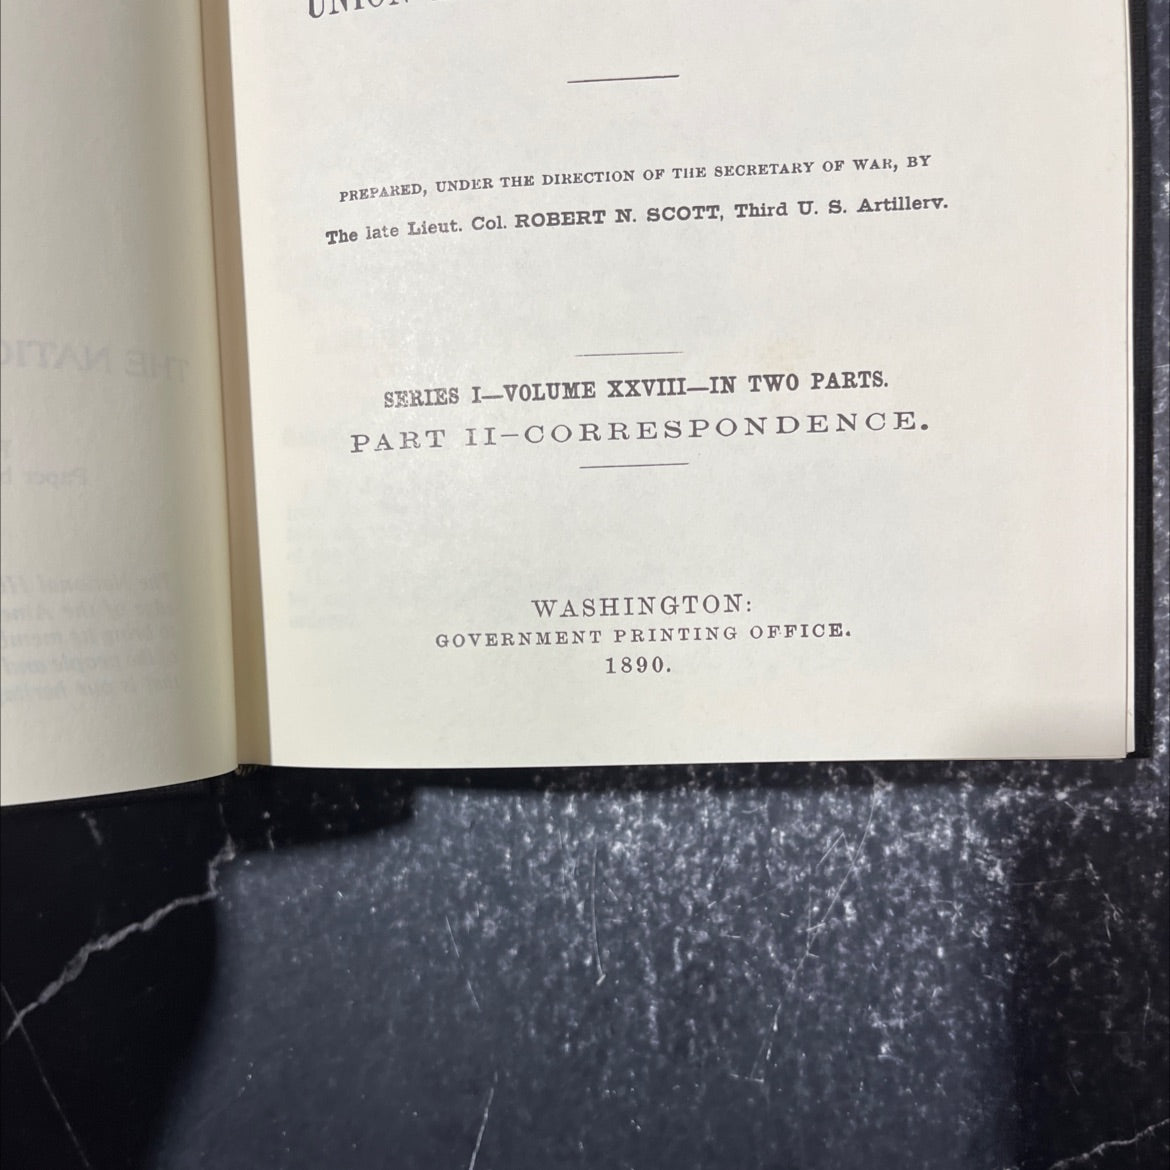 UNION
PREPARED, UNDER THE DIRECTION OF THE SECRETARY OF WAR, BY
The late Lieut. Col. ROBERT N. SCOTT, Third U. S. Artillery.
SERIES I—VOLUME XXVIII—IN TWO PARTS.
PART II—CORRESPONDENCE.
WASHINGTON:
GOVERNMENT PRINTING OFFICE.
1890.